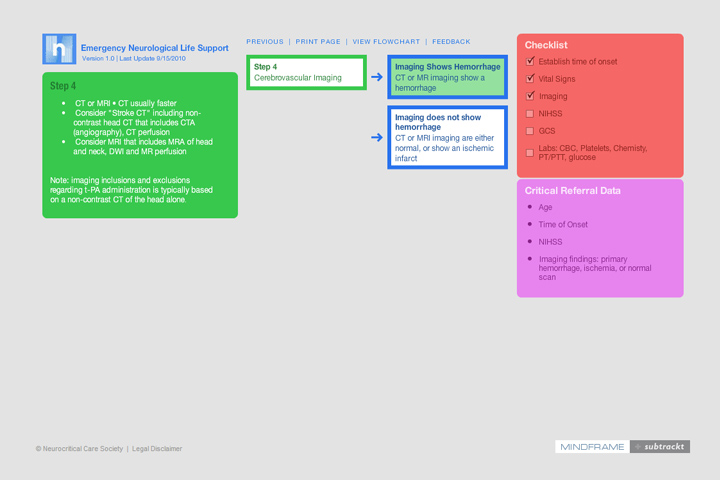 h
Emergency Neurological Life Support
Version 1.0 | Last Update 9/15/2010
PREVIOUS | PRINT PAGE | VIEW FLOWCHART | FEEDBACK
Step 4
• CT or MRI • CT usually faster
• Consider "Stroke CT" including non-
contrast head CT that includes CTA
(angiography), CT perfusion
• Consider MRI that includes MRA of head
and neck, DWI and MR perfusion
Note: imaging inclusions and exclusions
regarding t-PA administration is typically based
on a non-contrast CT of the head alone.
Step 4
Cerebrovascular Imaging
Imaging Shows Hemorrhage
CT or MR imaging show a
hemorrhage
Imaging does not show
hemorrhage
CT or MRI imaging are either
normal, or show an ischemic
infarct
Checklist
Establish time of onset
Vital Signs
Imaging
NIHSS
GCS
Labs: CBC, Platelets, Chemisty,
PT/PTT, glucose
Critical Referral Data
• Age
• Time of Onset
• NIHSS
• Imaging findings: primary
hemorrhage, ischemia, or normal
scan
© Neurocritical Care Society | Legal Disclaimer
MINDFRAME + subtrackt